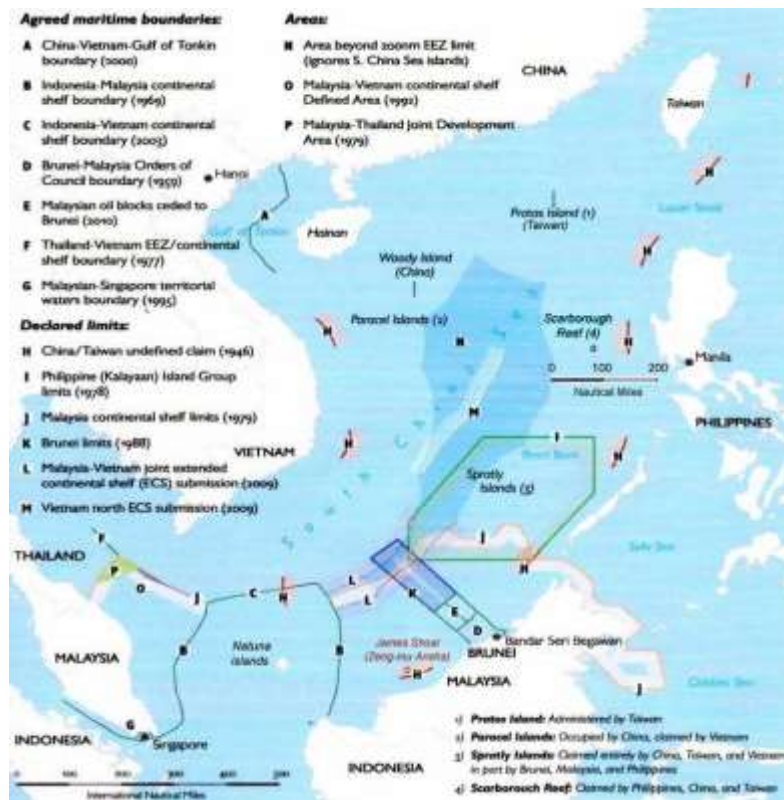 Agreed maritime boundaries:
A China-Vietnam-Gulf of Tonkin
boundary (2000)
B Indonesia-Malaysia continental
shelf boundary (1969)
C Indonesia-Vietnam continental
shelf boundary (2003)
D Brunei-Malaysia Orders of
Council boundary (1959)
E Malaysian oil blocks ceded to
Brunei (2010)
F Thailand-Vietnam EEZ/continental
shelf boundary (1977)
G Malaysian-Singapore territorial
waters boundary (1995)
Declared limits:
H China/Taiwan undefined claim (1946)
I Philippine (Kalayaan) Island Group
limits (1978)
J Malaysia continental shelf limits (1979)
K Brunei limits (1988)
L Malaysia-Vietnam joint extended
continental shelf (ECS) submission (2009)
M Vietnam north ECS submission (2009)
Areas:
N Area beyond 200nm EEZ limit
(ignores S. China Sea islands)
O Malaysia-Vietnam continental shelf
Defined Area (1992)
P Malaysia-Thailand Joint Development
Area (1979)
CHINA
Taiwan
Hanoi
A
Gulf of Tonkin
Hainan
Pratas Island (1)
(Taiwan)
Luzon Strait
H
H
Woody Island
(China)
Paracel Islands (2)
N
Scarborough
Reef (4)
H
H
0 100 200
Nautical Miles
Manila
PHILIPPINES
VIETNAM
H
M
I
H
Spratly
Islands (3)
Sulu Sea
THAILAND
F
P
O
J
C
H
L
L
J
H
K
E
D
Bandar Seri Begawan
BRUNEI
MALAYSIA
B
Natuna
Islands
B
James Shoal
(Zeng-mu Ansha)
H
MALAYSIA
Celebes Sea
J
G
Singapore
INDONESIA
INDONESIA
International Nautical Miles
1) Pratas Island: Administered by Taiwan
2) Paracel Islands: Occupied by China, claimed by Vietnam
3) Spratly Islands: Claimed entirely by China, Taiwan, and Vietnam
in part by Brunei, Malaysia, and Philippines
4) Scarborough Reef: Claimed by Philippines, China, and Taiwan